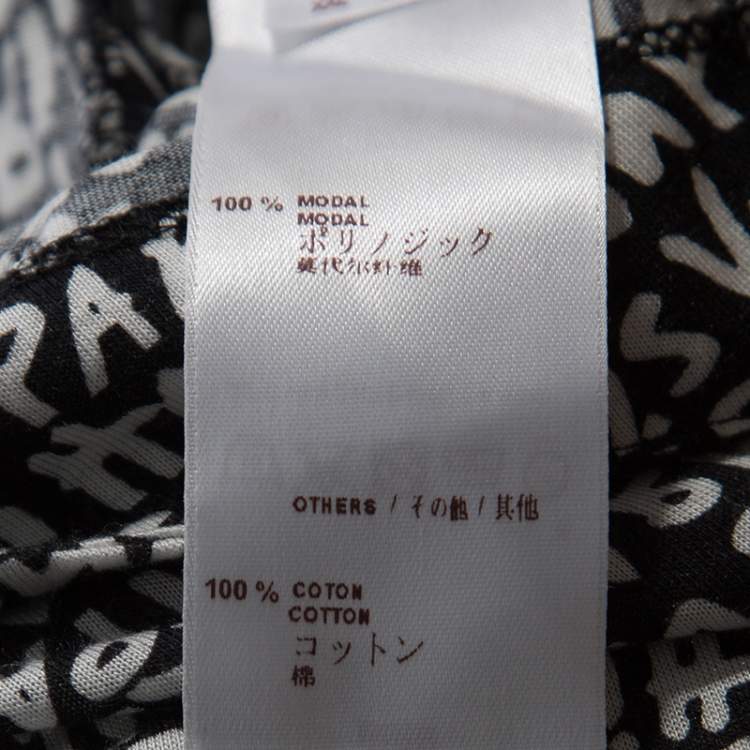 100 % MODAL
MODAL
ポリノジック
莫代尔纤维
OTHERS / その他 / 其他
100 % COTON
COTTON
コットン
棉